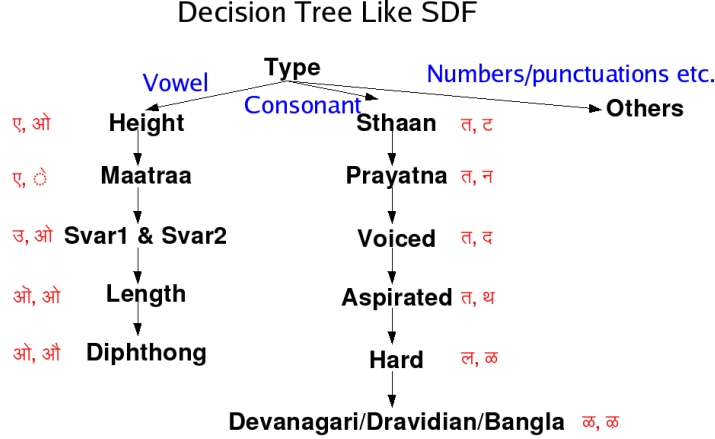 Decision Tree Like SDF
Type
Vowel
Consonant
Numbers/punctuations etc.
Others
ए, ओ Height
Sthaan त, ट
ए, े Maatraa
Prayatna त, न
उ, ओ Svar1 & Svar2
Voiced त, द
ऒ, ओ Length
Aspirated त, थ
ओ, औ Diphthong
Hard ल, ळ
Devanagari/Dravidian/Bangla ळ, ऴ